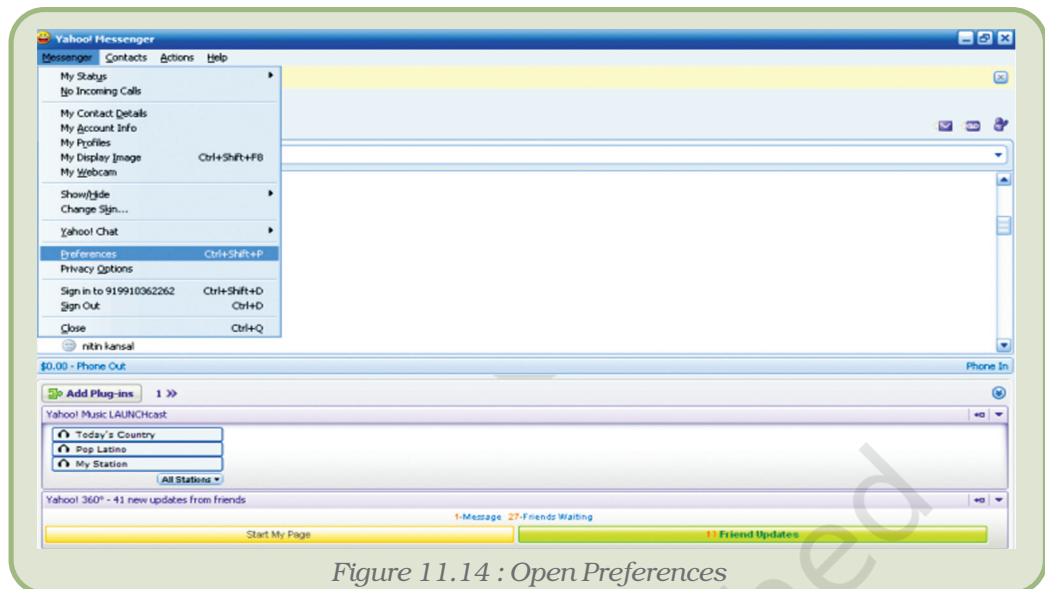 Yahoo! Messenger
Messenger Contacts Actions Help
My Status
No Incoming Calls
My Contact Details
My Account Info
My Profiles
My Display Image Ctrl+Shift+F8
My Webcam
Show/Hide
Change Skin...
Yahoo! Chat
Preferences Ctrl+Shift+P
Privacy Options
Sign in to 919910362262 Ctrl+Shift+D
Sign Out Ctrl+D
Close Ctrl+Q
nitin kansal
$0.00 - Phone Out Phone In
Add Plug-ins 1 »
Yahoo! Music LAUNCHcast
Today's Country
Pop Latino
My Station
All Stations
Yahoo! 360° - 41 new updates from friends
1-Message 27-Friends Waiting
Start My Page Friend Updates
Figure 11.14 : Open Preferences